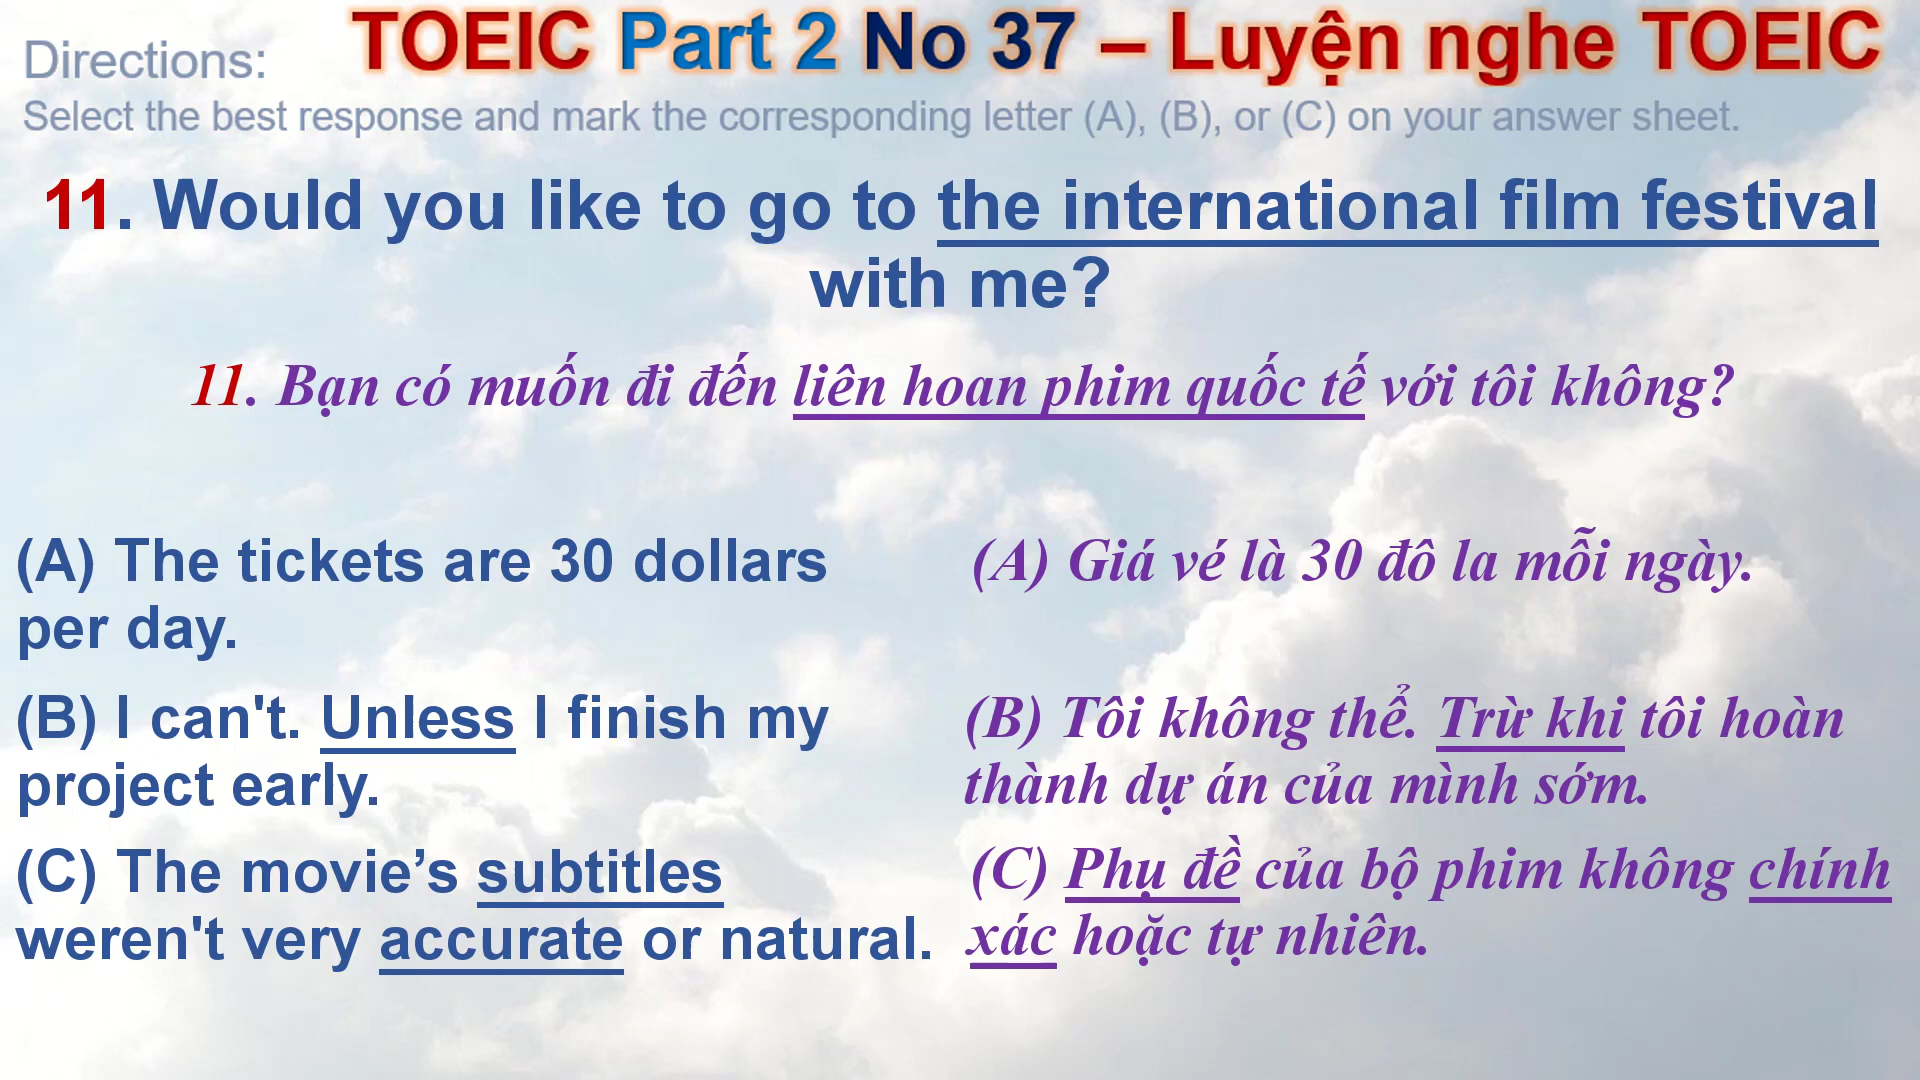 TOEIC Part 2 No 37 – Luyện nghe TOEIC
Directions:
Select the best response and mark the corresponding letter (A), (B), or (C) on your answer sheet.
11. Would you like to go to the international film festival
with me?
11. Bạn có muốn đi đến liên hoan phim quốc tế với tôi không?
(A) The tickets are 30 dollars
per day.
(A) Giá vé là 30 đô la mỗi ngày.
(B) I can't. Unless I finish my
project early.
(B) Tôi không thể. Trừ khi tôi hoàn
thành dự án của mình sớm.
(C) The movie’s subtitles
weren't very accurate or natural.
(C) Phụ đề của bộ phim không chính
xác hoặc tự nhiên.